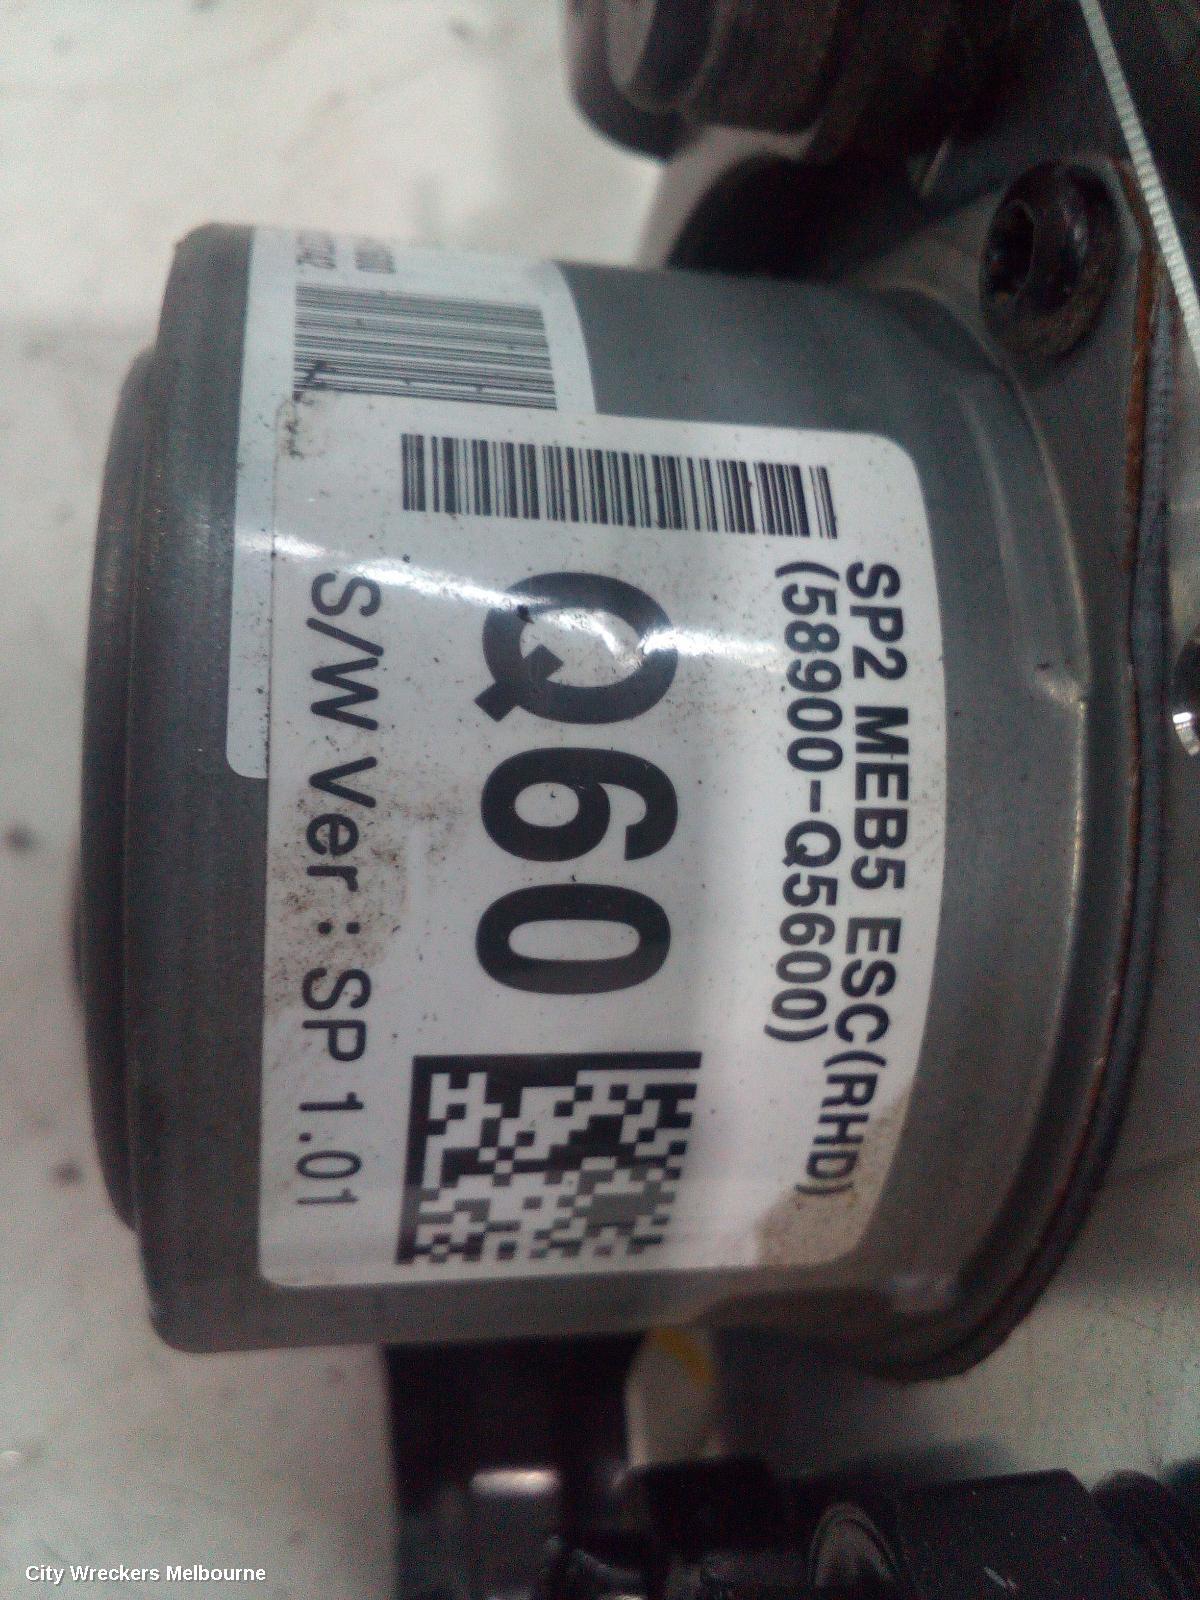 SP2 MEB5 ESC(RHD)
(58900-Q5600)
Q60
S/W ver : SP 1.01
City Wreckers Melbourne